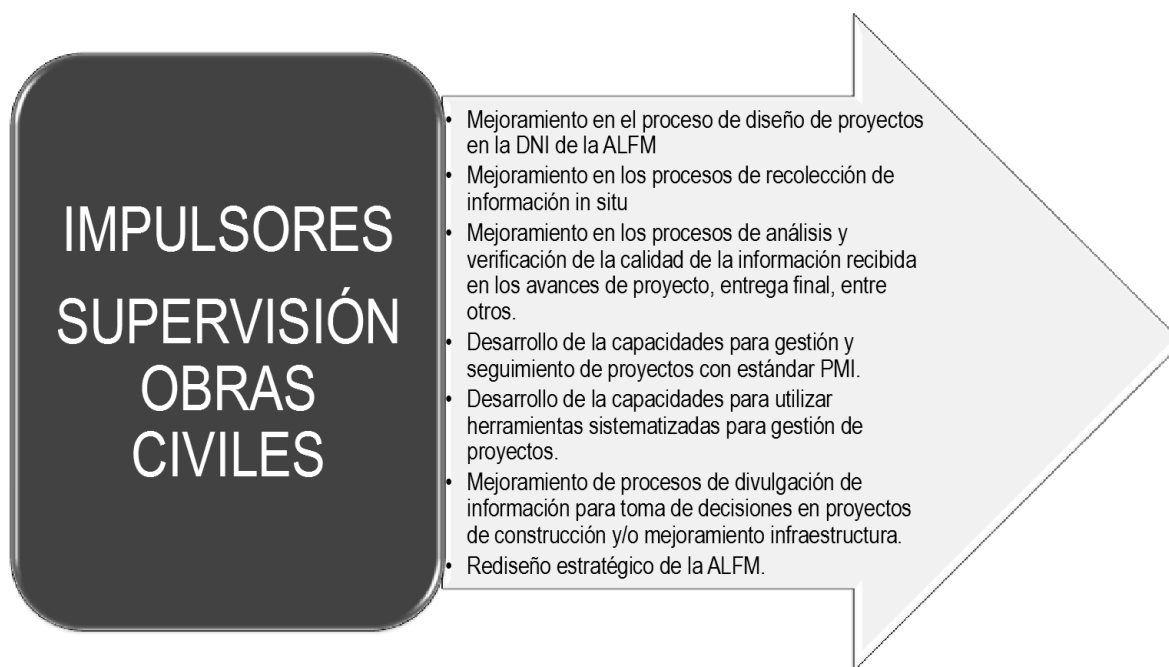 IMPULSORES
SUPERVISIÓN
OBRAS
CIVILES
• Mejoramiento en el proceso de diseño de proyectos
en la DNI de la ALFM
• Mejoramiento en los procesos de recolección de
información in situ
• Mejoramiento en los procesos de análisis y
verificación de la calidad de la información recibida
en los avances de proyecto, entrega final, entre
otros.
• Desarrollo de la capacidades para gestión y
seguimiento de proyectos con estándar PMI.
• Desarrollo de la capacidades para utilizar
herramientas sistematizadas para gestión de
proyectos.
• Mejoramiento de procesos de divulgación de
información para toma de decisiones en proyectos
de construcción y/o mejoramiento infraestructura.
• Rediseño estratégico de la ALFM.